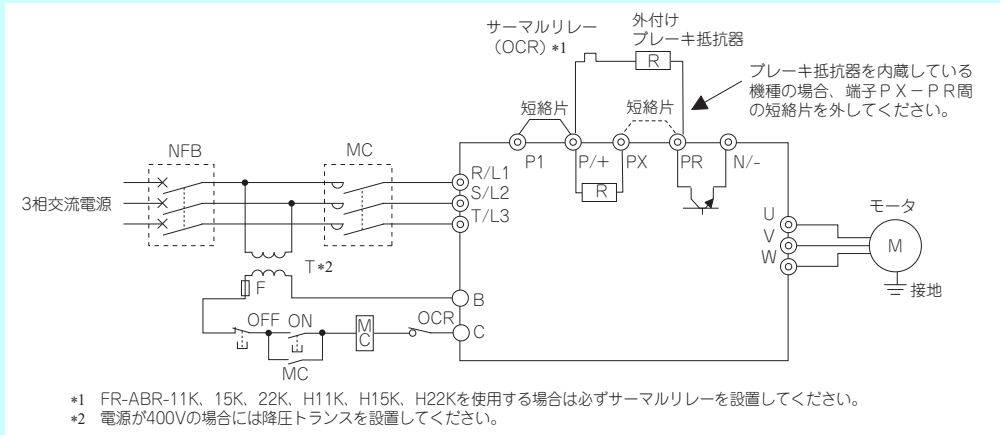 サーマルリレー
（OCR）*1
外付け
ブレーキ抵抗器
R
ブレーキ抵抗器を内蔵している
機種の場合、端子ＰＸ－ＰＲ間
の短絡片を外してください。
短絡片
短絡片
P1
P/+
PX
PR
N/-
R
NFB
MC
3相交流電源
R/L1
S/L2
T/L3
U
V
W
モータ
M
接地
T*2
F
B
OFF
ON
MC
OCR
C
MC
*1 FR-ABR-11K、15K、22K、H11K、H15K、H22Kを使用する場合は必ずサーマルリレーを設置してください。
*2 電源が400Vの場合には降圧トランスを設置してください。